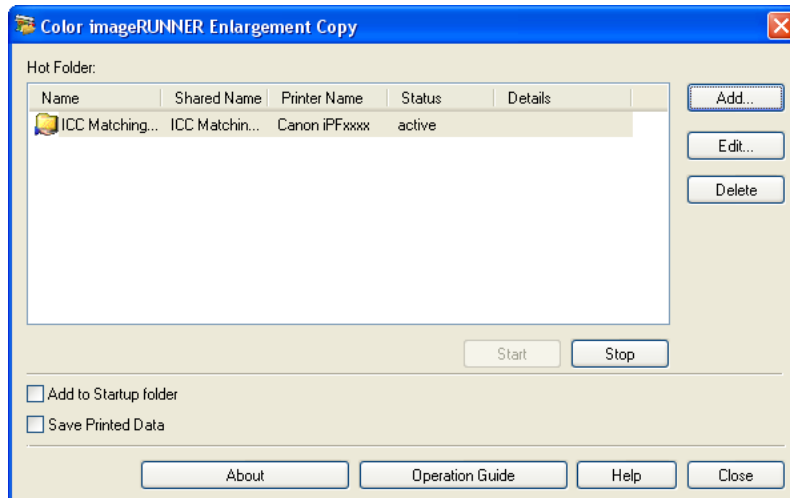 Color imageRUNNER Enlargement Copy
Hot Folder:
Name Shared Name Printer Name Status Details
ICC Matching... ICC Matchin... Canon iPFxxxx active
Add...
Edit...
Delete
Start Stop
Add to Startup folder
Save Printed Data
About Operation Guide Help Close